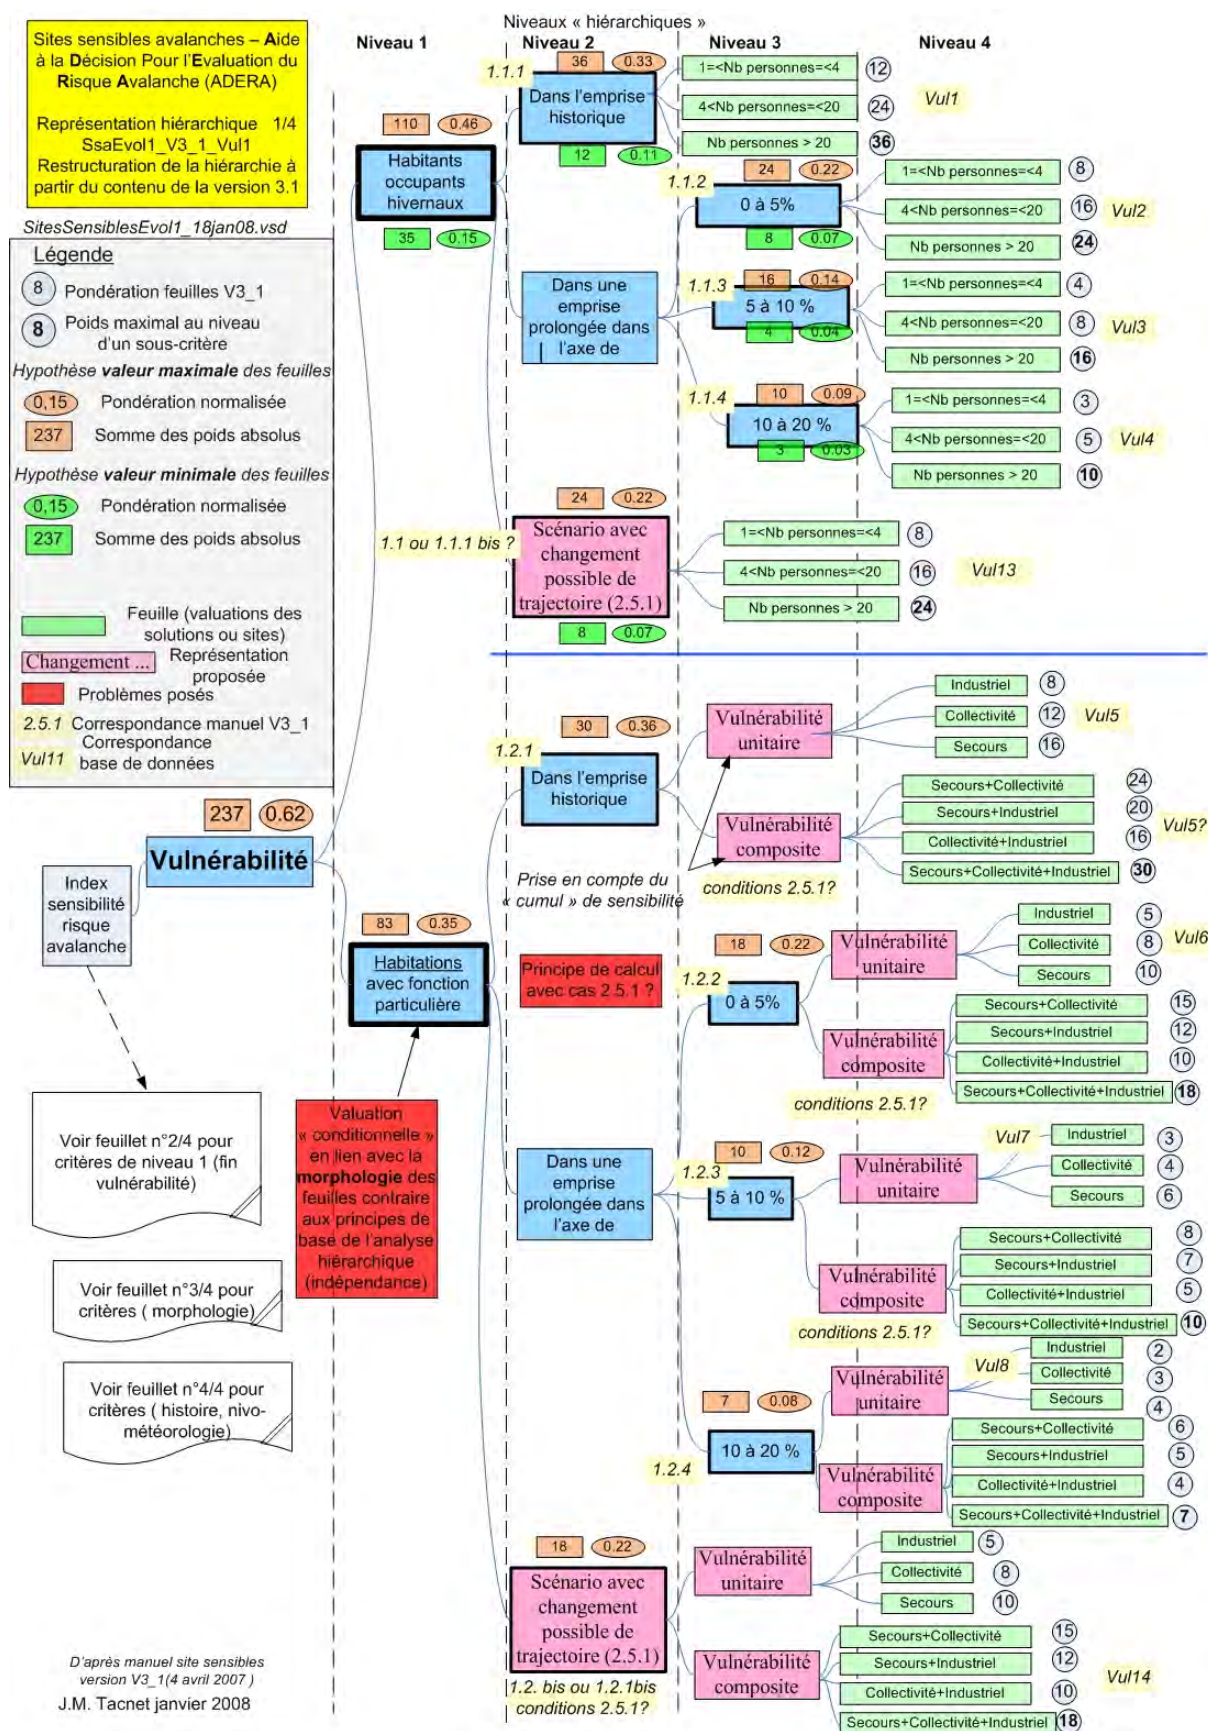 Niveaux « hiérarchiques »
Niveau 1
Niveau 2
Niveau 3
Niveau 4
Sites sensibles avalanches – Aide
à la Décision Pour l'Evaluation du
Risque Avalanche (ADERA)
Représentation hiérarchique 1/4
SsaEvol1_V3_1_Vul1
Restructuration de la hiérarchie à
partir du contenu de la version 3.1
SitesSensiblesEvol1_18jan08.vsd
Légende
8 Pondération feuilles V3_1
8 Poids maximal au niveau
d'un sous-critère
Hypothèse valeur maximale des feuilles
0,15 Pondération normalisée
237 Somme des poids absolus
Hypothèse valeur minimale des feuilles
0,15 Pondération normalisée
237 Somme des poids absolus
Feuille (valuations des
solutions ou sites)
Changement ... Représentation
proposée
Problèmes posés
2.5.1 Correspondance manuel V3_1
Correspondance
Vul11 base de données
237 0.62
Vulnérabilité
Index
sensibilité
risque
avalanche
Voir feuillet n°2/4 pour
critères de niveau 1 (fin
vulnérabilité)
Voir feuillet n°3/4 pour
critères ( morphologie)
Voir feuillet n°4/4 pour
critères ( histoire, nivo-
météorologie)
D'après manuel site sensibles
version V3_1(4 avril 2007 )
J.M. Tacnet janvier 2008
110 0.46
Habitants
occupants
hivernaux
35 0.15
1.1.1
36 0.33
Dans l'emprise
historique
12 0.11
1=<Nb personnes=<4 12
4<Nb personnes=<20 24
Nb personnes > 20 36
Vul1
Dans une
emprise
prolongée dans
l'axe de
1.1.2
24 0.22
0 à 5%
8 0.07
1=<Nb personnes=<4 8
4<Nb personnes=<20 16
Nb personnes > 20 24
Vul2
1.1.3
16 0.14
5 à 10 %
4 0.04
1=<Nb personnes=<4 4
4<Nb personnes=<20 8
Nb personnes > 20 16
Vul3
1.1.4
10 0.09
10 à 20 %
3 0.03
1=<Nb personnes=<4 3
4<Nb personnes=<20 5
Nb personnes > 20 10
Vul4
1.1 ou 1.1.1 bis ?
24 0.22
Scénario avec
changement
possible de
trajectoire (2.5.1)
8 0.07
1=<Nb personnes=<4 8
4<Nb personnes=<20 16
Nb personnes > 20 24
Vul13
83 0.35
Habitations
avec fonction
particulière
Valuation
« conditionnelle »
en lien avec la
morphologie des
feuilles contraire
aux principes de
base de l'analyse
hiérarchique
(indépendance)
1.2.1
30 0.36
Dans l'emprise
historique
Vulnérabilité
unitaire
Industriel 8
Collectivité 12
Secours 16
Vul5
Vulnérabilité
composite
Secours+Collectivité 24
Secours+Industriel 20
Collectivité+Industriel 16
Secours+Collectivité+Industriel 30
Vul5?
Prise en compte du
« cumul » de sensibilité
conditions 2.5.1?
Principe de calcul
avec cas 2.5.1 ?
Dans une
emprise
prolongée dans
l'axe de
1.2.2
18 0.22
0 à 5%
Vulnérabilité
unitaire
Industriel 5
Collectivité 8
Secours 10
Vul6
Vulnérabilité
composite
Secours+Collectivité 15
Secours+Industriel 12
Collectivité+Industriel 10
Secours+Collectivité+Industriel 18
conditions 2.5.1?
1.2.3
10 0.12
5 à 10 %
Vulnérabilité
unitaire
Vul7
Industriel 3
Collectivité 4
Secours 6
Vulnérabilité
composite
Secours+Collectivité 8
Secours+Industriel 7
Collectivité+Industriel 5
Secours+Collectivité+Industriel 10
conditions 2.5.1?
1.2.4
7 0.08
10 à 20 %
Vulnérabilité
unitaire
Vul8
Industriel 2
Collectivité 3
Secours 4
Vulnérabilité
composite
Secours+Collectivité 6
Secours+Industriel 5
Collectivité+Industriel 4
Secours+Collectivité+Industriel 7
18 0.22
Scénario avec
changement
possible de
trajectoire (2.5.1)
1.2. bis ou 1.2.1bis
conditions 2.5.1?
Vulnérabilité
unitaire
Industriel 5
Collectivité 8
Secours 10
Vulnérabilité
composite
Secours+Collectivité 15
Secours+Industriel 12
Collectivité+Industriel 10
Secours+Collectivité+Industriel 18
Vul14